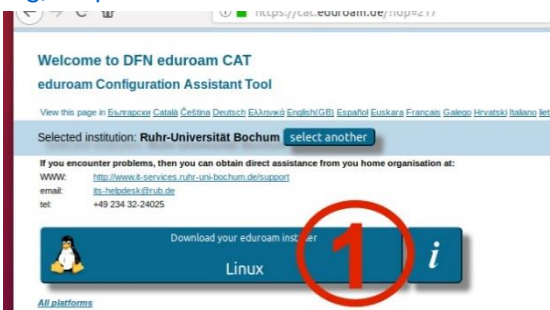 https://cat.eduroam.de/?idp=217
Welcome to DFN eduroam CAT
eduroam Configuration Assistant Tool
View this page in Български Català Čeština Deutsch Ελληνικά English(GB) Español Euskara Français Galego Hrvatski Italiano
Selected institution: Ruhr-Universität Bochum select another
If you encounter problems, then you can obtain direct assistance from you home organisation at:
WWW: http://www.it-services.ruhr-uni-bochum.de/support
email: its-helpdesk@rub.de
tel: +49 234 32-24025
Download your eduroam installer
Linux
1
i
All platforms